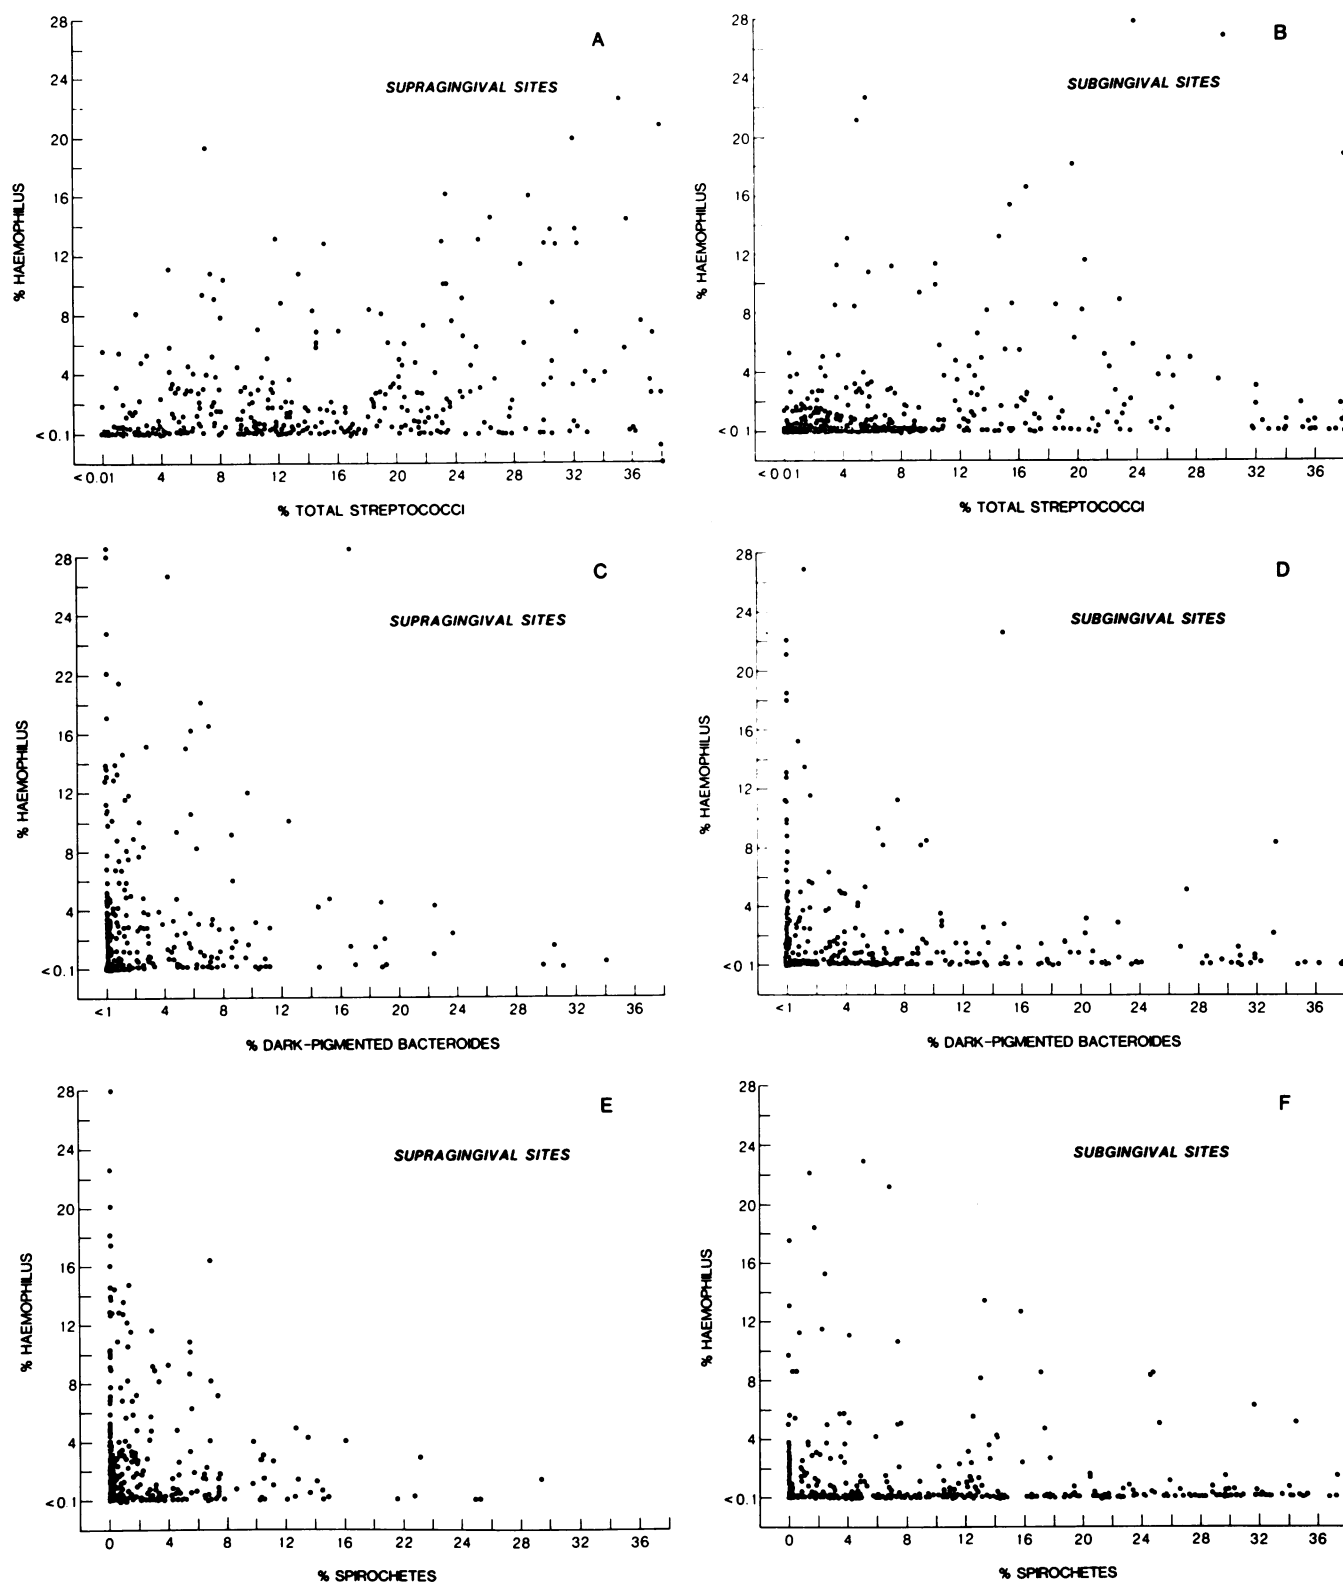 A
SUPRAGINGIVAL SITES
% HAEMOPHILUS
28
24
20
16
12
8
4
<0.1
<0.01 4 8 12 16 20 24 28 32 36
% TOTAL STREPTOCOCCI
B
SUBGINGIVAL SITES
% HAEMOPHILUS
28
24
20
16
12
8
4
<0 1
<0 01 4 8 12 16 20 24 28 32 36
% TOTAL STREPTOCOCCI
C
SUPRAGINGIVAL SITES
% HAEMOPHILUS
28
24
22
16
12
8
4
<0.1
<1 4 8 12 16 20 24 28 32 36
% DARK-PIGMENTED BACTEROIDES
D
SUBGINGIVAL SITES
% HAEMOPHILUS
28
24
20
16
12
8
4
<0 1
<1 4 8 12 16 20 24 28 32 36
% DARK-PIGMENTED BACTEROIDES
E
SUPRAGINGIVAL SITES
% HAEMOPHILUS
28
24
20
16
12
8
4
<0.1
0 4 8 12 16 22 24 28 32 36
% SPIROCHETES
F
SUBGINGIVAL SITES
% HAEMOPHILUS
28
24
20
16
12
8
4
<0.1
0 4 8 12 16 20 24 28 32 36
% SPIROCHETES